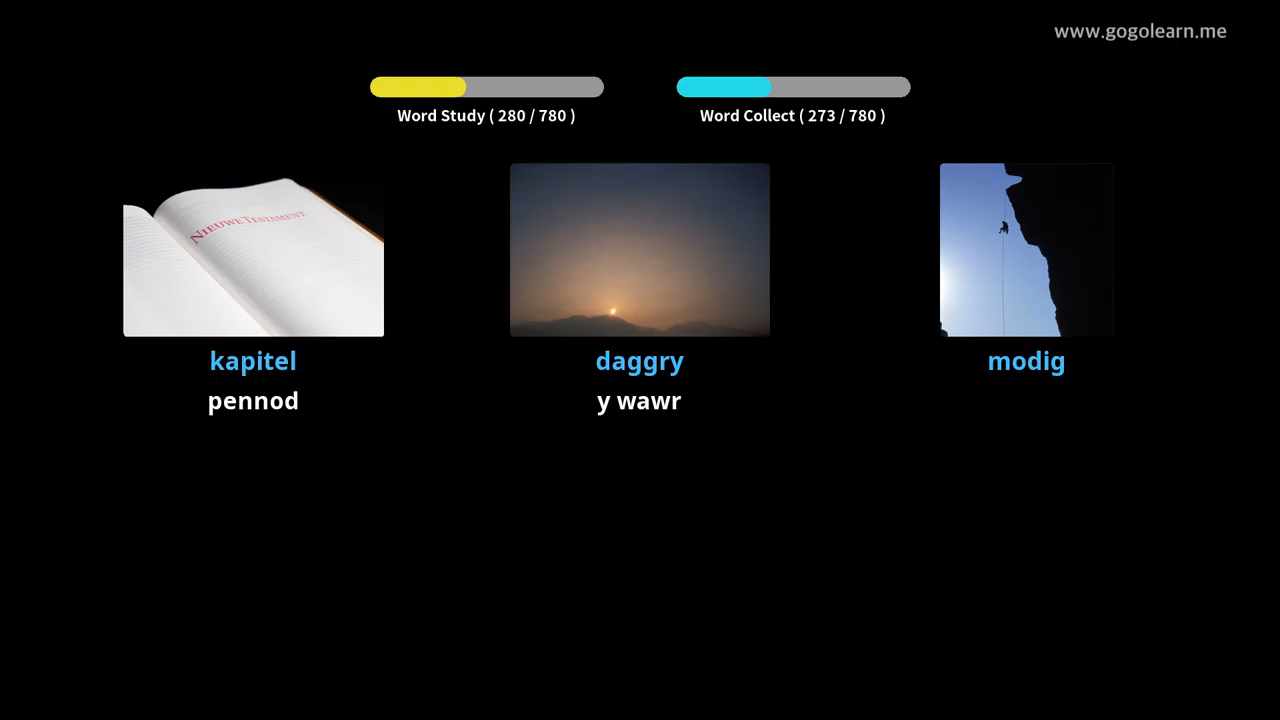 www.gogolearn.me
Word Study ( 280 / 780 )
Word Collect ( 273 / 780 )
NIEUWE TESTAMENT
kapitel
daggry
modig
pennod
y wawr